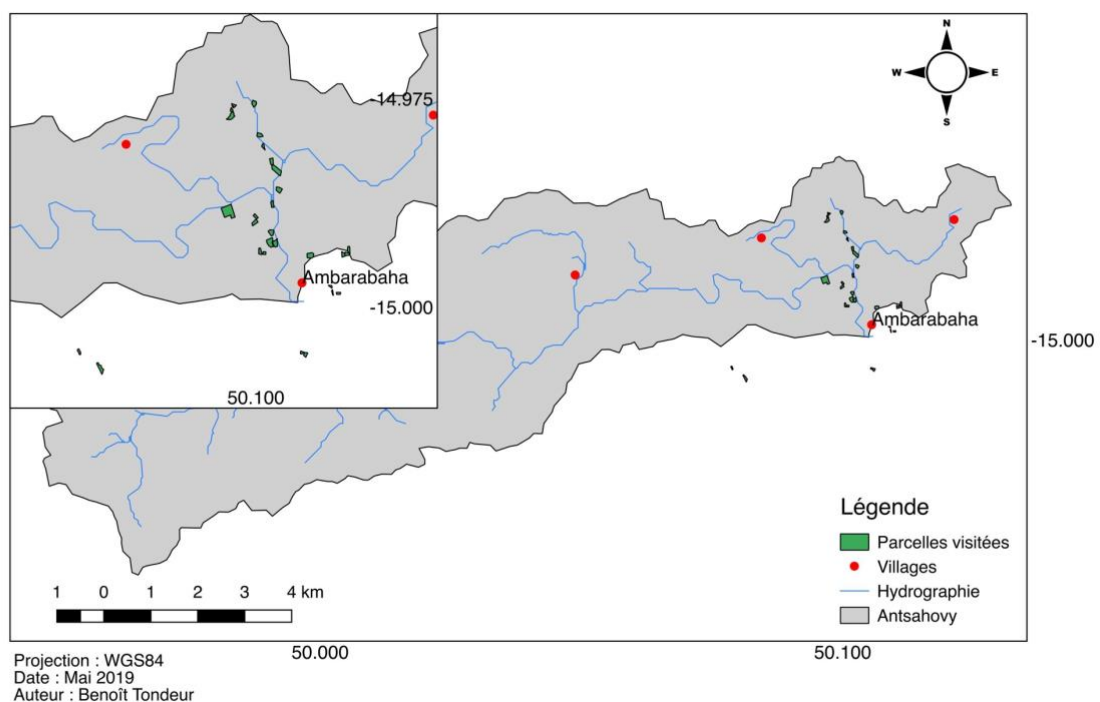 N
W E
S
-14.975
Ambarabaha
-15.000
50.100
Ambarabaha
-15.000
Légende
Parcelles visitées
Villages
Hydrographie
Antsahovy
1 0 1 2 3 4 km
50.000 50.100
Projection : WGS84
Date : Mai 2019
Auteur : Benoît Tondeur